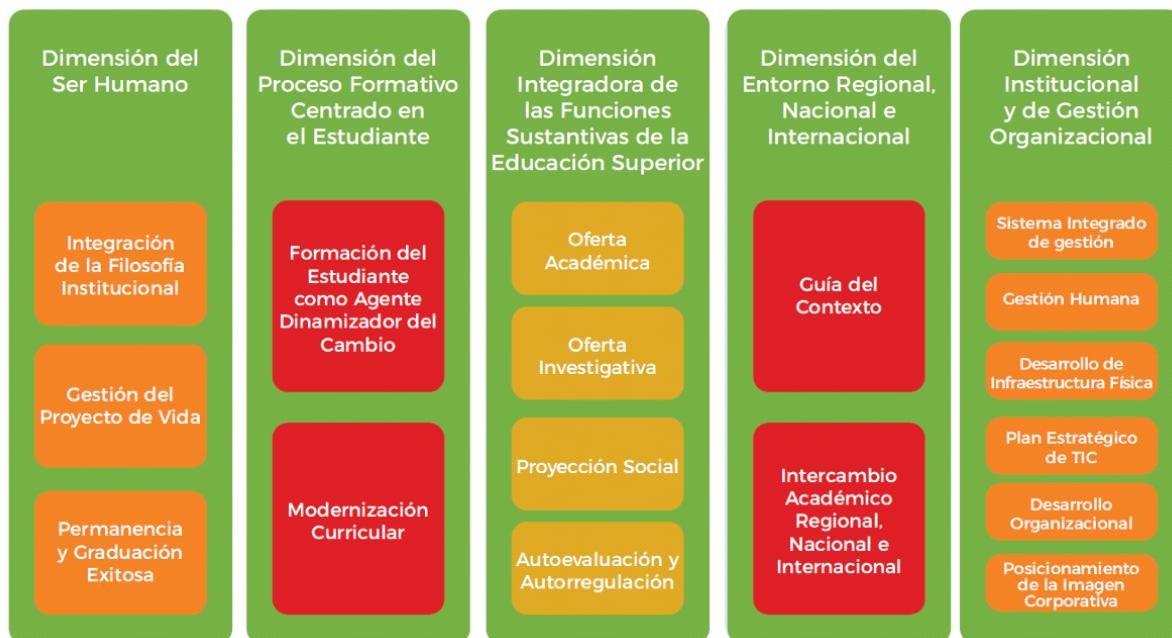 Dimensión del
Ser Humano
Integración
de la Filosofía
Institucional
Gestión del
Proyecto de Vida
Permanencia
y Graduación
Exitosa
Dimensión del
Proceso Formativo
Centrado en
el Estudiante
Formación del
Estudiante
como Agente
Dinamizador del
Cambio
Modernización
Curricular
Dimensión
Integradora de
las Funciones
Sustantivas de la
Educación Superior
Oferta
Académica
Oferta
Investigativa
Proyección Social
Autoevaluación y
Autorregulación
Dimensión del
Entorno Regional,
Nacional e
Internacional
Guía del
Contexto
Intercambio
Académico
Regional,
Nacional e
Internacional
Dimensión
Institucional
y de Gestión
Organizacional
Sistema Integrado
de gestión
Gestión Humana
Desarrollo de
Infraestructura Física
Plan Estratégico
de TIC
Desarrollo
Organizacional
Posicionamiento
de la Imagen
Corporativa